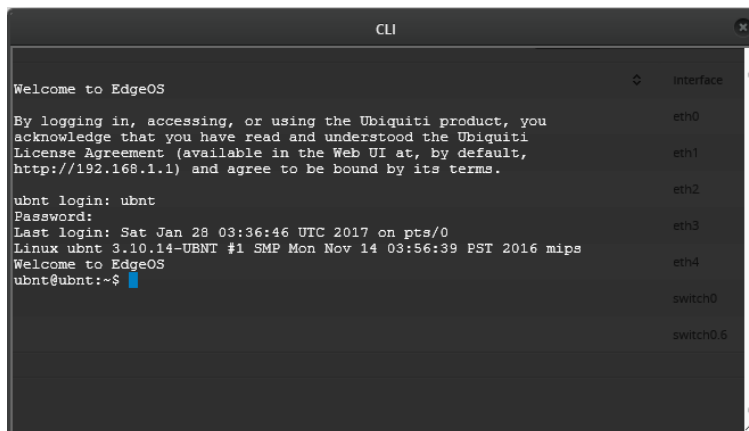 CLI
Interface
Welcome to EdgeOS
eth0
By logging in, accessing, or using the Ubiquiti product, you
acknowledge that you have read and understood the Ubiquiti
License Agreement (available in the Web UI at, by default,
http://192.168.1.1) and agree to be bound by its terms.
eth1
eth2
ubnt login: ubnt
Password:
Last login: Sat Jan 28 03:36:46 UTC 2017 on pts/0
eth3
Linux ubnt 3.10.14-UBNT #1 SMP Mon Nov 14 03:56:39 PST 2016 mips
Welcome to EdgeOS
eth4
ubnt@ubnt:~$
switch0
switch0.6